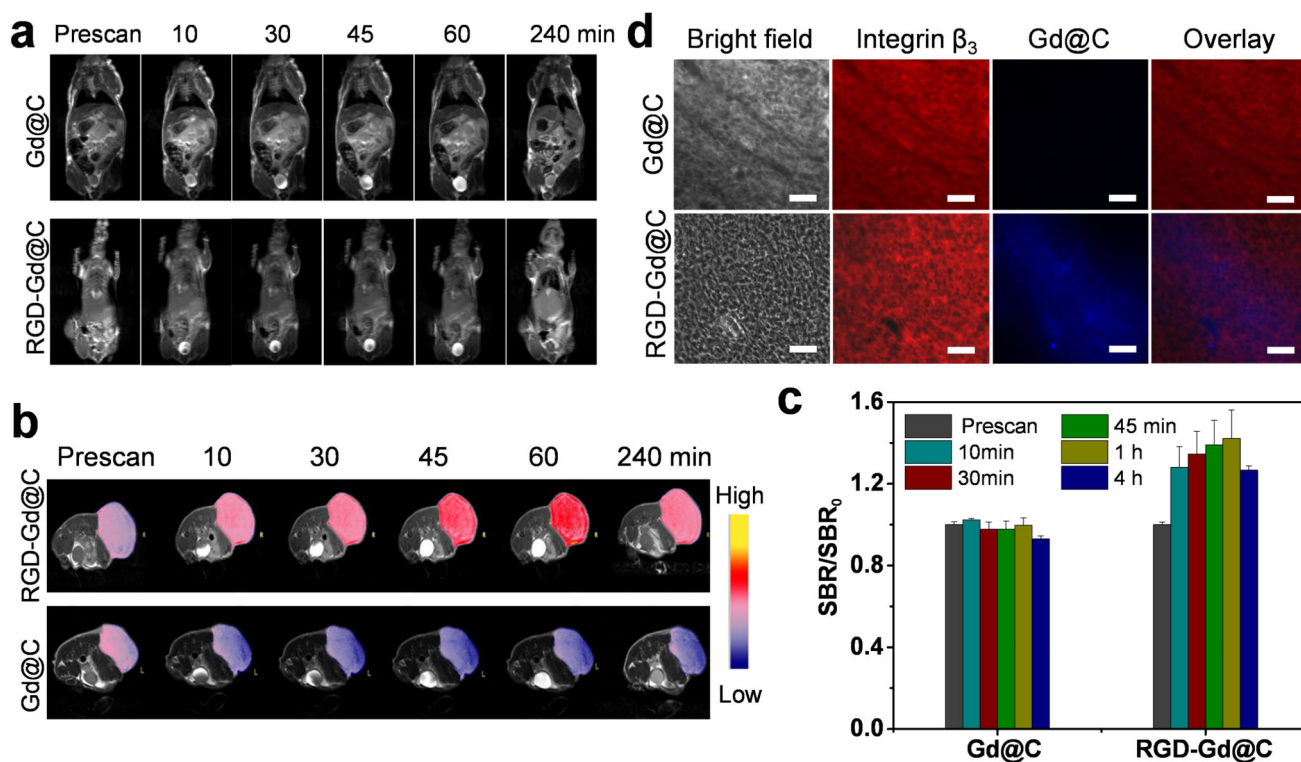 a
Prescan 10 30 45 60 240 min
Gd@C
RGD-Gd@C
b
Prescan 10 30 45 60 240 min
RGD-Gd@C
R R R R R R
Gd@C
L L L L L L
High
Low
d
Bright field Integrin β₃ Gd@C Overlay
Gd@C
RGD-Gd@C
c
SBR/SBR₀
1.6
1.2
0.8
0.4
0.0
Prescan 45 min
10min 1 h
30min 4 h
Gd@C RGD-Gd@C